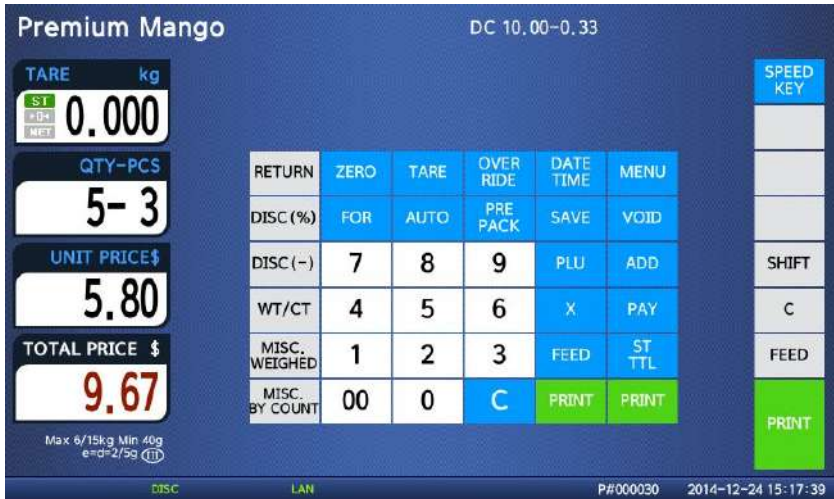 Premium Mango
DC 10.00-0.33
TARE kg
ST
→0←
NET
0.000
QTY-PCS
5- 3
UNIT PRICE$
5.80
TOTAL PRICE $
9.67
Max 6/15kg Min 40g
e=d=2/5g III
RETURN ZERO TARE OVER RIDE DATE TIME MENU
DISC(%) FOR AUTO PRE PACK SAVE VOID
DISC(-) 7 8 9 PLU ADD
WT/CT 4 5 6 X PAY
MISC. WEIGHED 1 2 3 FEED ST TTL
MISC. BY COUNT 00 0 C PRINT PRINT
SPEED
KEY
SHIFT
C
FEED
PRINT
DISC LAN P#000030 2014-12-24 15:17:39